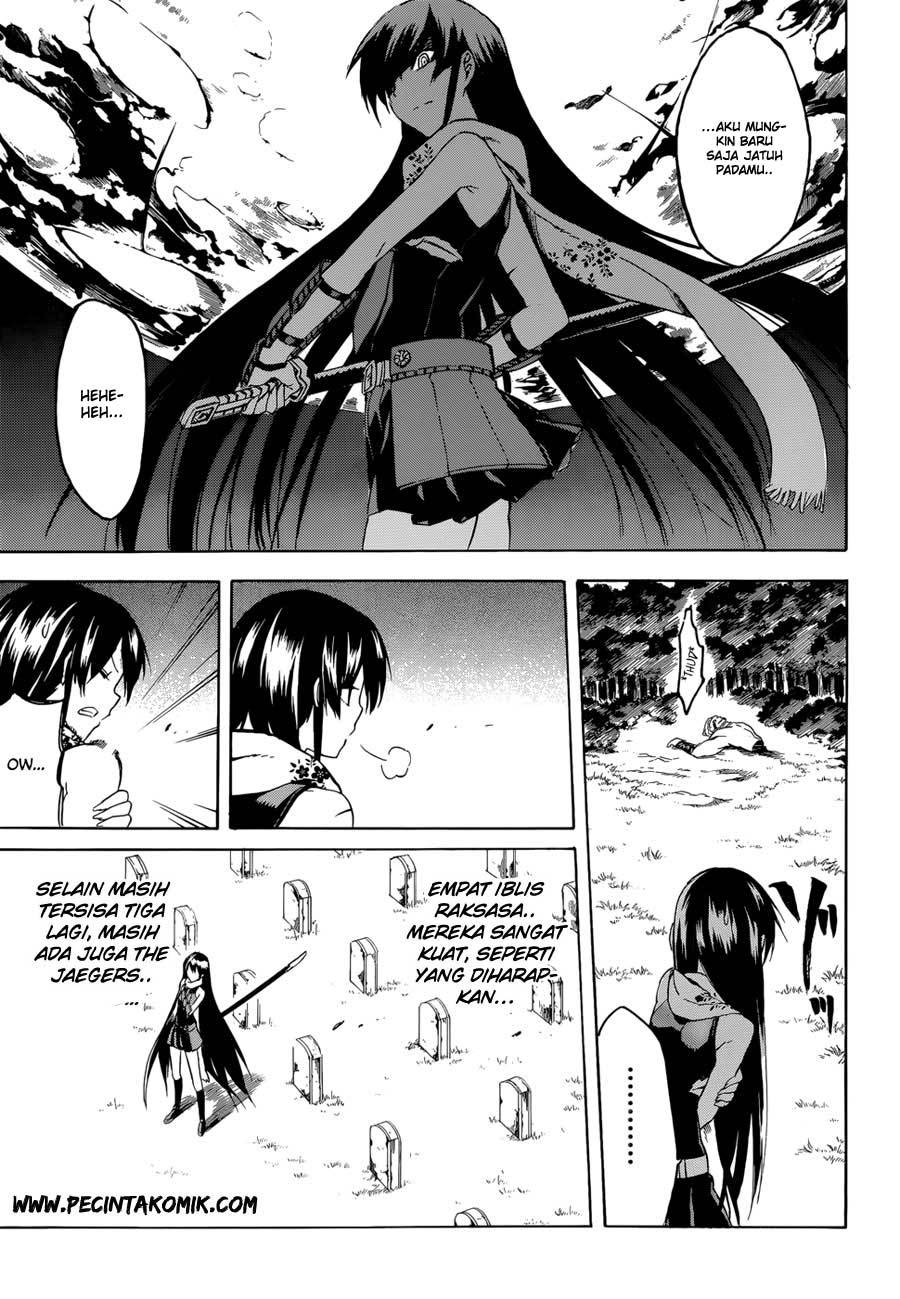 ...AKU MUNG-
KIN BARU
SAJA JATUH
PADAMU..
HEHE-
HEH...
*THUD*
..........
OW...
EMPAT IBLIS
RAKSASA..
MEREKA SANGAT
KUAT, SEPERTI
YANG DIHARAP-
KAN...
SELAIN MASIH
TERSISA TIGA
LAGI, MASIH
ADA JUGA THE
JAEGERS..
...
WWW.PECINTAKOMIK.COM